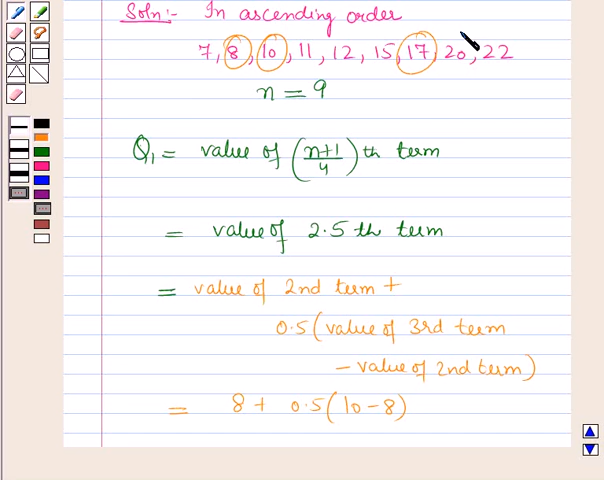 Soln:- In ascending order
7, 8, 10, 11, 12, 15, 17, 20, 22
n = 9
Q₁ = value of (n+1/4) th term
= value of 2.5 th term
= value of 2nd term +
0.5 (value of 3rd term
- value of 2nd term)
= 8 + 0.5 (10 - 8)